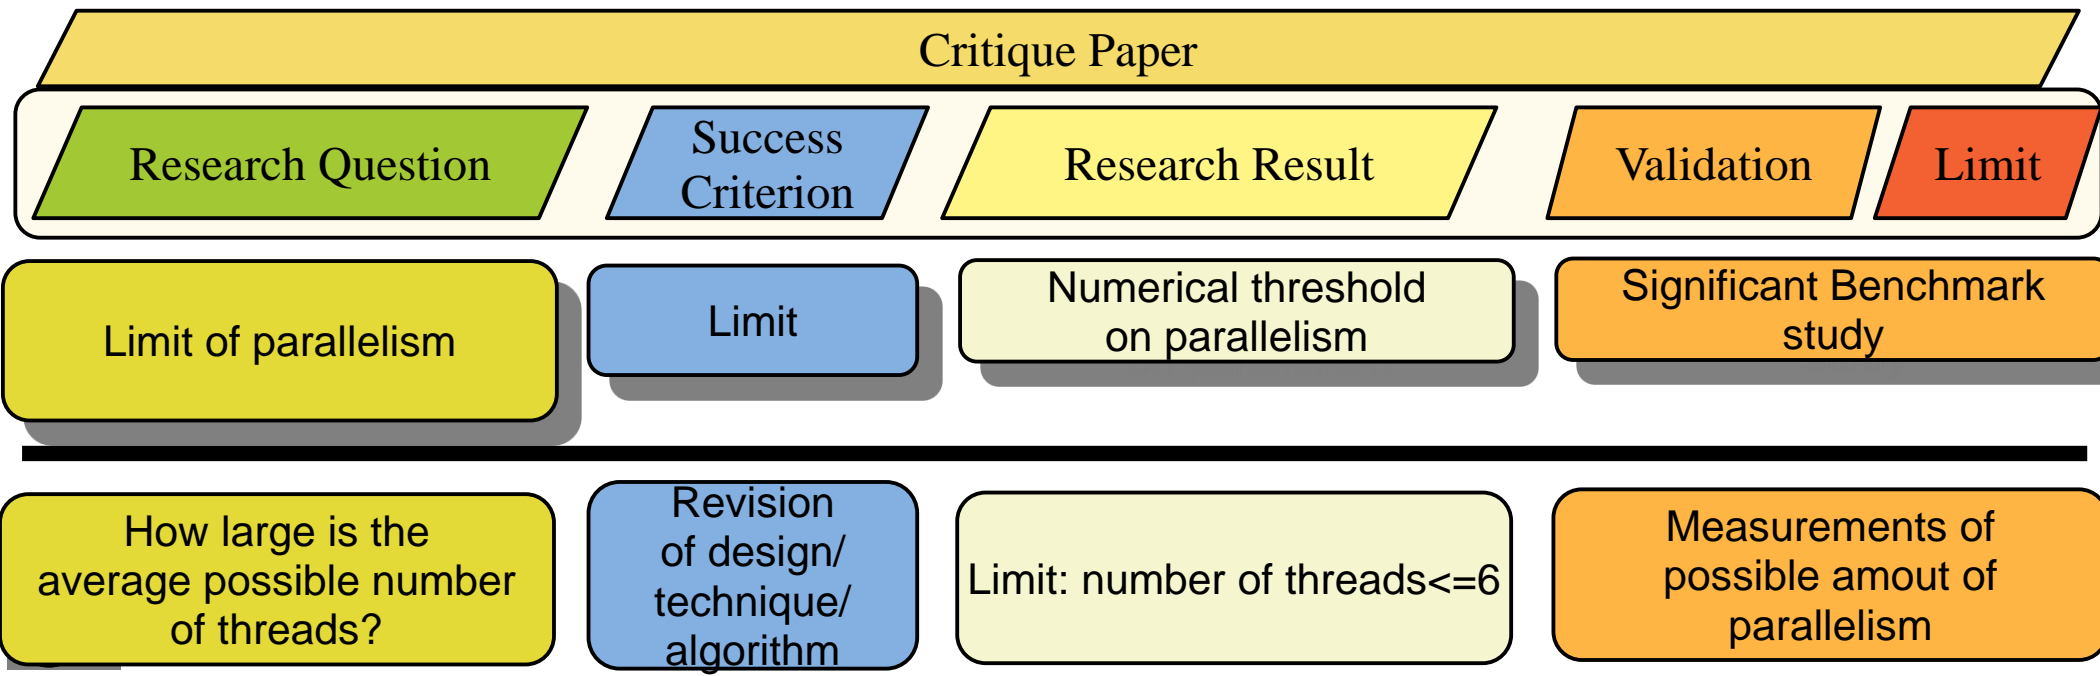 Critique Paper
Research Question
Success
Criterion
Research Result
Validation
Limit
Limit of parallelism
Limit
Numerical threshold
on parallelism
Significant Benchmark
study
How large is the
average possible number
of threads?
Revision
of design/
technique/
algorithm
Limit: number of threads<=6
Measurements of
possible amout of
parallelism